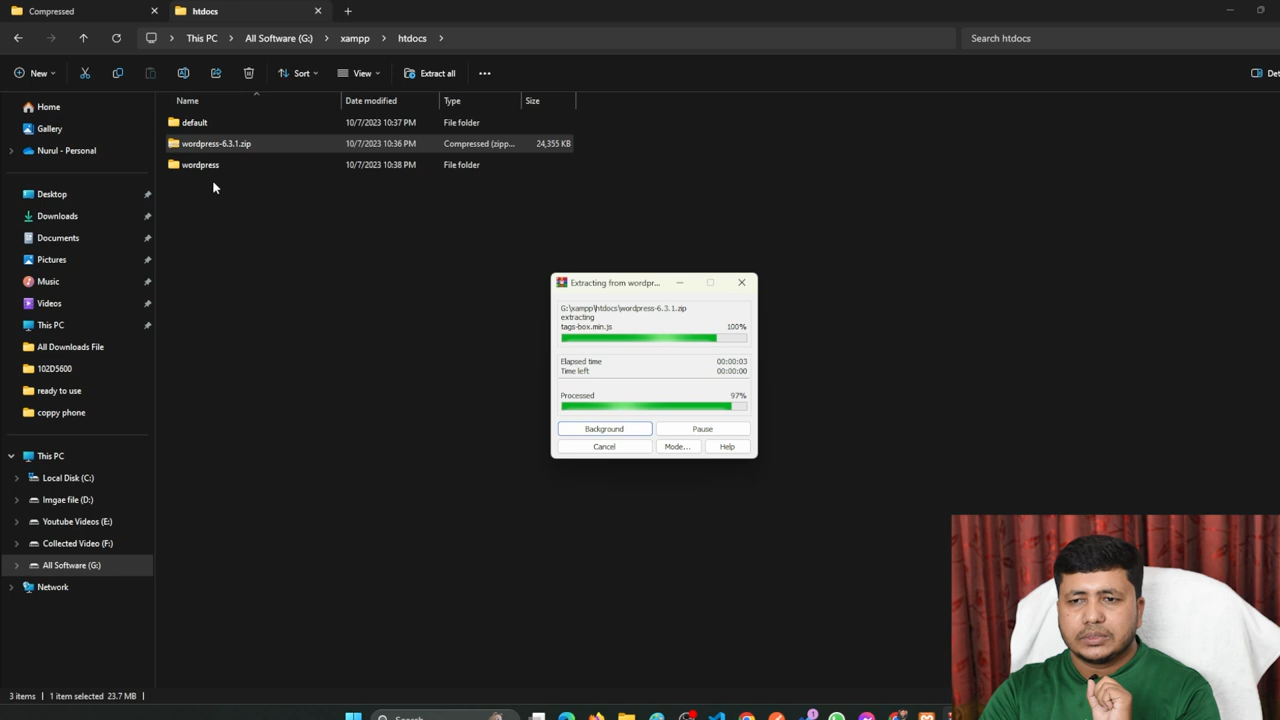 Compressed
htdocs
This PC
All Software (G:)
xampp
htdocs
Search htdocs
New
Sort
View
Extract all
Name
Date modified
Type
Size
default
10/7/2023 10:37 PM
File folder
wordpress-6.3.1.zip
10/7/2023 10:36 PM
Compressed (zipp...
24,355 KB
wordpress
10/7/2023 10:38 PM
File folder
Home
Gallery
Nurul - Personal
Desktop
Downloads
Documents
Pictures
Music
Videos
This PC
All Downloads File
102D5600
ready to use
coppy phone
This PC
Local Disk (C:)
Imgae file (D:)
Youtube Videos (E:)
Collected Video (F:)
All Software (G:)
Network
Extracting from wordpr...
G:\xampp\htdocs\wordpress-6.3.1.zip
extracting
tags-box.min.js
100%
Elapsed time
00:00:03
Time left
00:00:00
Processed
97%
Background
Pause
Cancel
Mode...
Help
3 items
1 item selected 23.7 MB